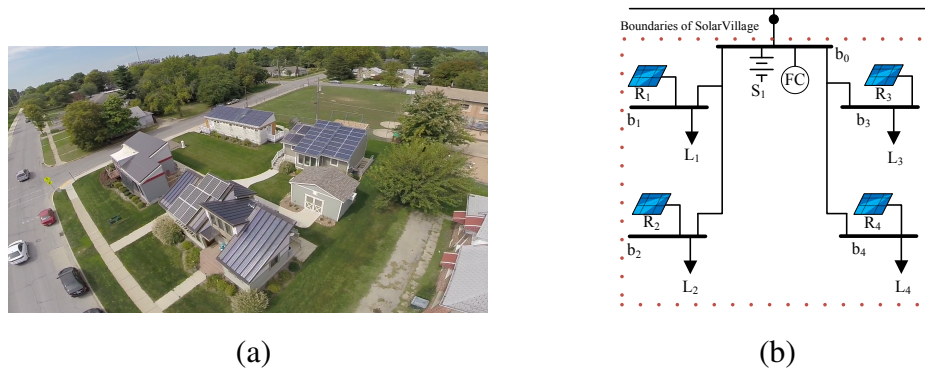 Boundaries of SolarVillage
b0
S1
FC
R1
R3
b1
b3
L1
L3
R2
R4
b2
b4
L2
L4
(a)
(b)